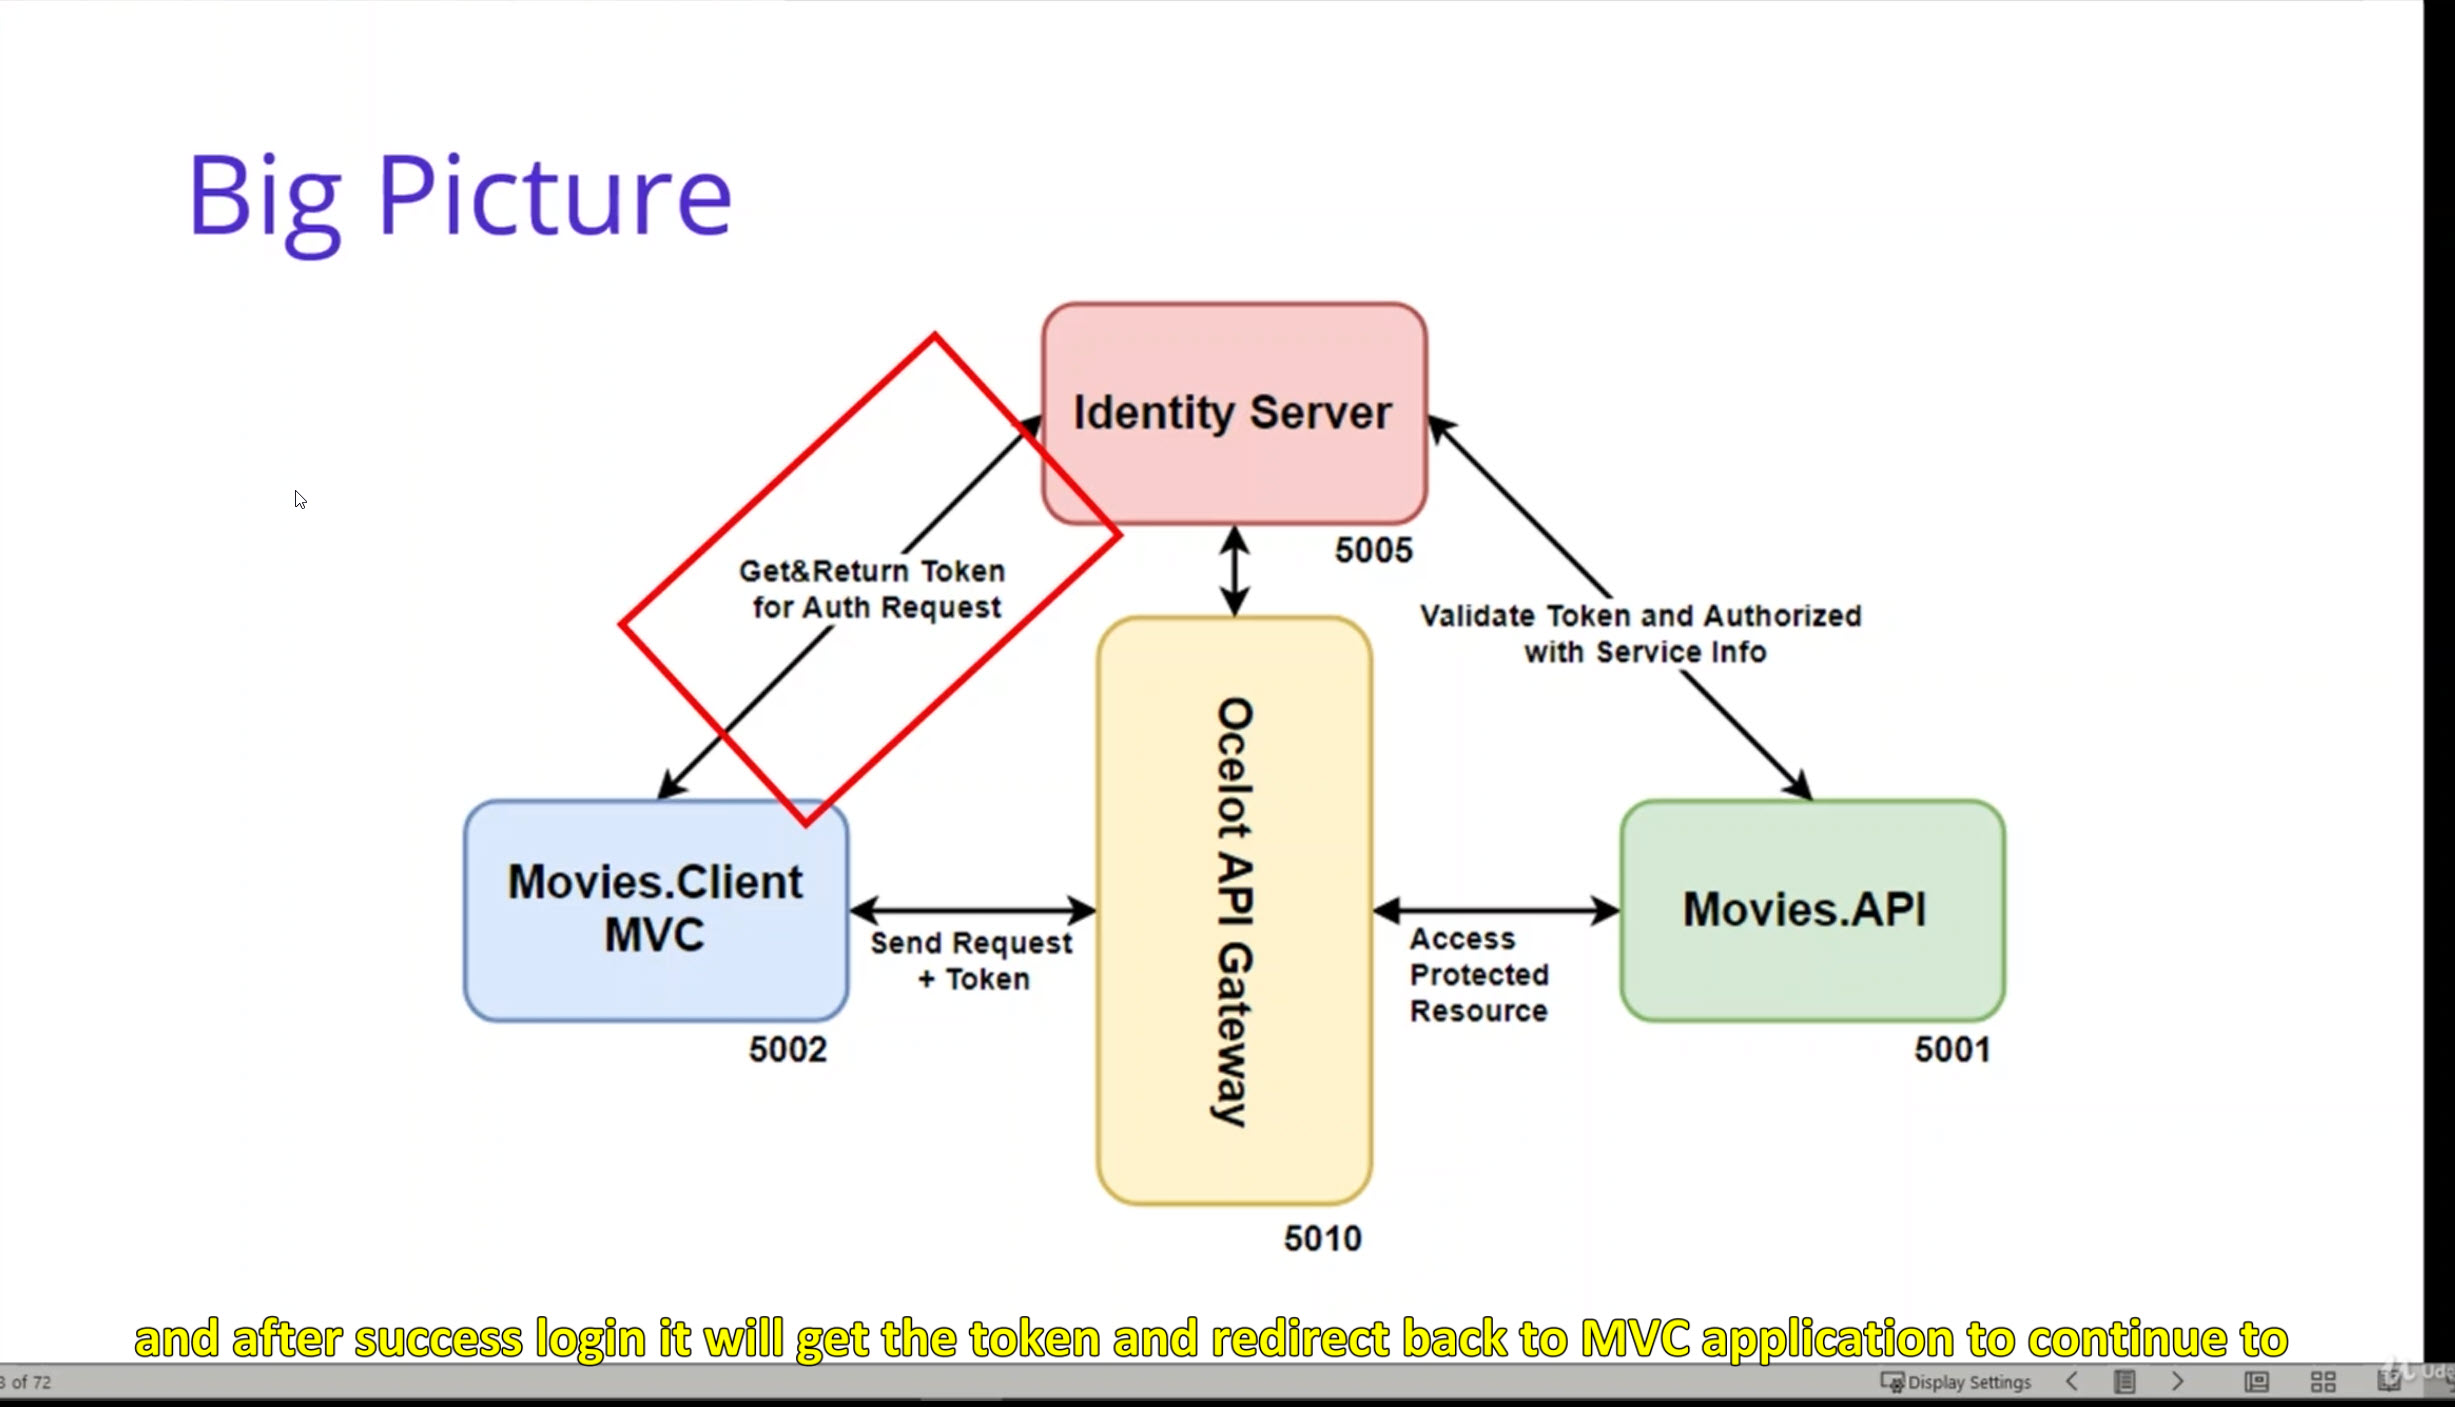 Big Picture
Identity Server
5005
Get&Return Token
for Auth Request
Validate Token and Authorized
with Service Info
Ocelot API Gateway
Movies.Client
MVC
Send Request
+ Token
Access
Protected
Resource
Movies.API
5002
5001
5010
and after success login it will get the token and redirect back to MVC application to continue to
of 72
Display Settings